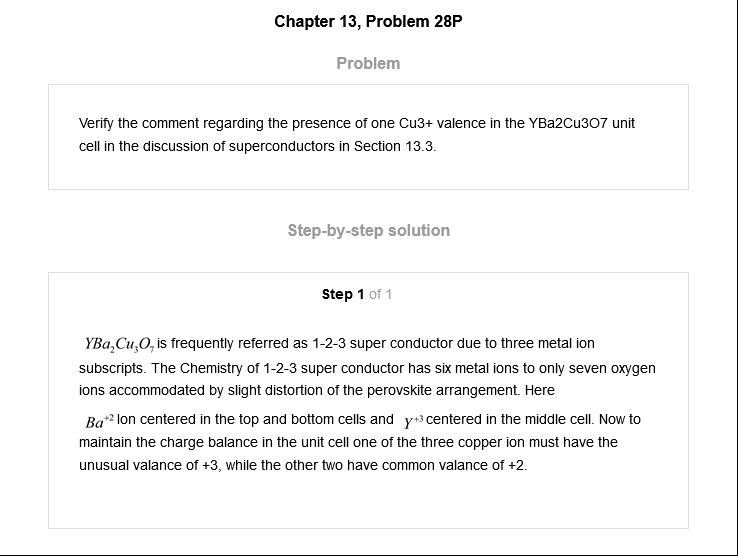 Chapter 13, Problem 28P
Problem
Verify the comment regarding the presence of one Cu3+ valence in the YBa2Cu3O7 unit
cell in the discussion of superconductors in Section 13.3.
Step-by-step solution
Step 1 of 1
YBa₂Cu₃O₇ is frequently referred as 1-2-3 super conductor due to three metal ion
subscripts. The Chemistry of 1-2-3 super conductor has six metal ions to only seven oxygen
ions accommodated by slight distortion of the perovskite arrangement. Here
Ba⁺² Ion centered in the top and bottom cells and Y⁺³ centered in the middle cell. Now to
maintain the charge balance in the unit cell one of the three copper ion must have the
unusual valance of +3, while the other two have common valance of +2.